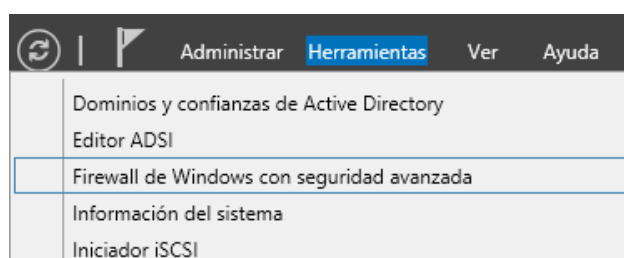 Administrar Herramientas Ver Ayuda
Dominios y confianzas de Active Directory
Editor ADSI
Firewall de Windows con seguridad avanzada
Información del sistema
Iniciador iSCSI